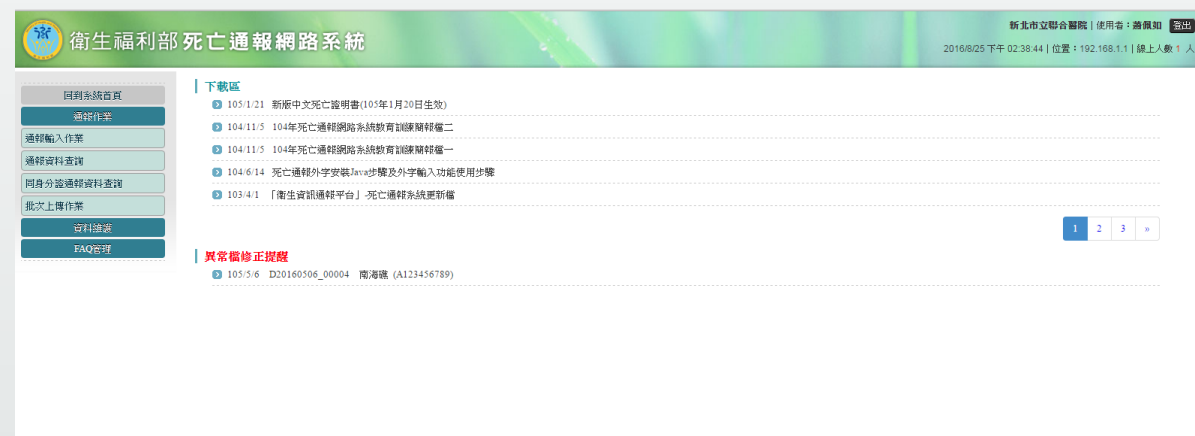 衛生福利部 死亡通報網路系統
新北市立聯合醫院 | 使用者：蕭佩如 登出
2016/8/25 下午 02:38:44 | 位置：192.168.1.1 | 線上人數 1 人
回到系統首頁
通報作業
通報輸入作業
通報資料查詢
同身分證通報資料查詢
批次上傳作業
資料維護
FAQ管理
下載區
105/1/21 新版中文死亡證明書(105年1月20日生效)
104/11/5 104年死亡通報網路系統教育訓練簡報檔二
104/11/5 104年死亡通報網路系統教育訓練簡報檔一
104/6/14 死亡通報外字安裝Java步驟及外字輸入功能使用步驟
103/4/1 「衛生資訊通報平台」-死亡通報系統更新檔
1 2 3 »
異常檔修正提醒
105/5/6 D20160506_00004 南海礁 (A123456789)